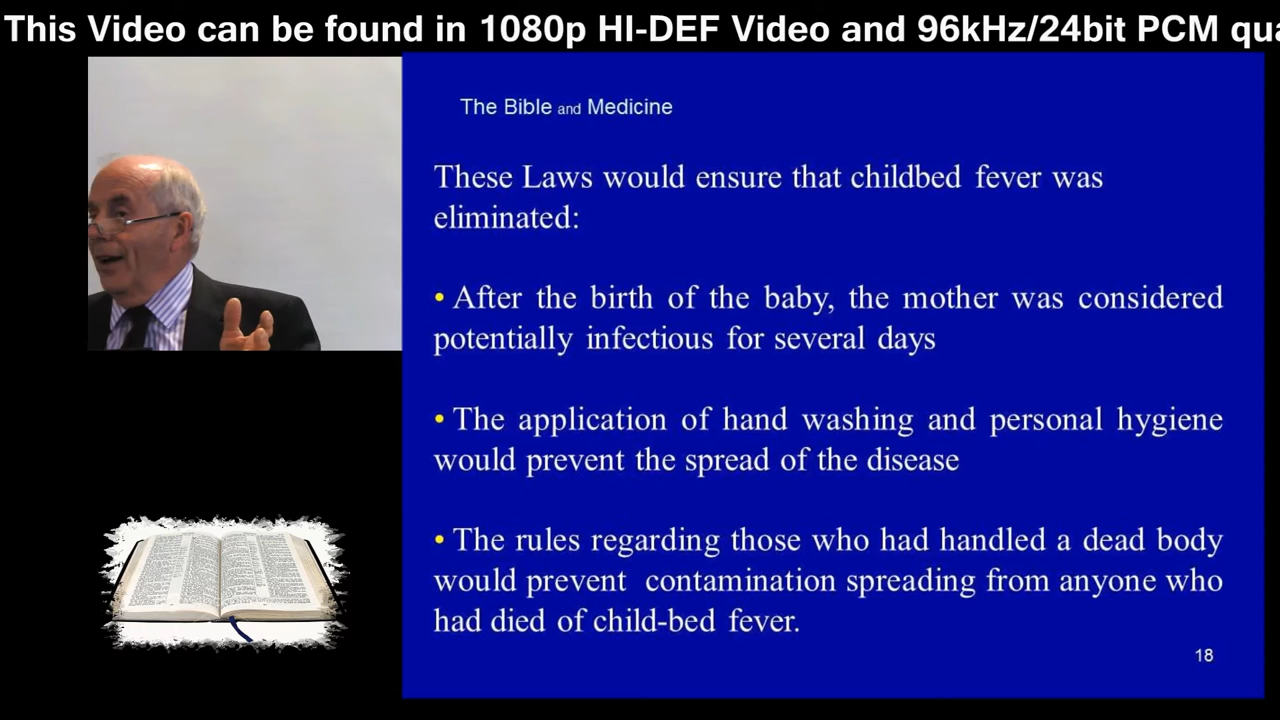 This Video can be found in 1080p HI-DEF Video and 96kHz/24bit PCM
The Bible and Medicine
These Laws would ensure that childbed fever was
eliminated:
• After the birth of the baby, the mother was considered
potentially infectious for several days
• The application of hand washing and personal hygiene
would prevent the spread of the disease
• The rules regarding those who had handled a dead body
would prevent contamination spreading from anyone who
had died of child-bed fever.
18